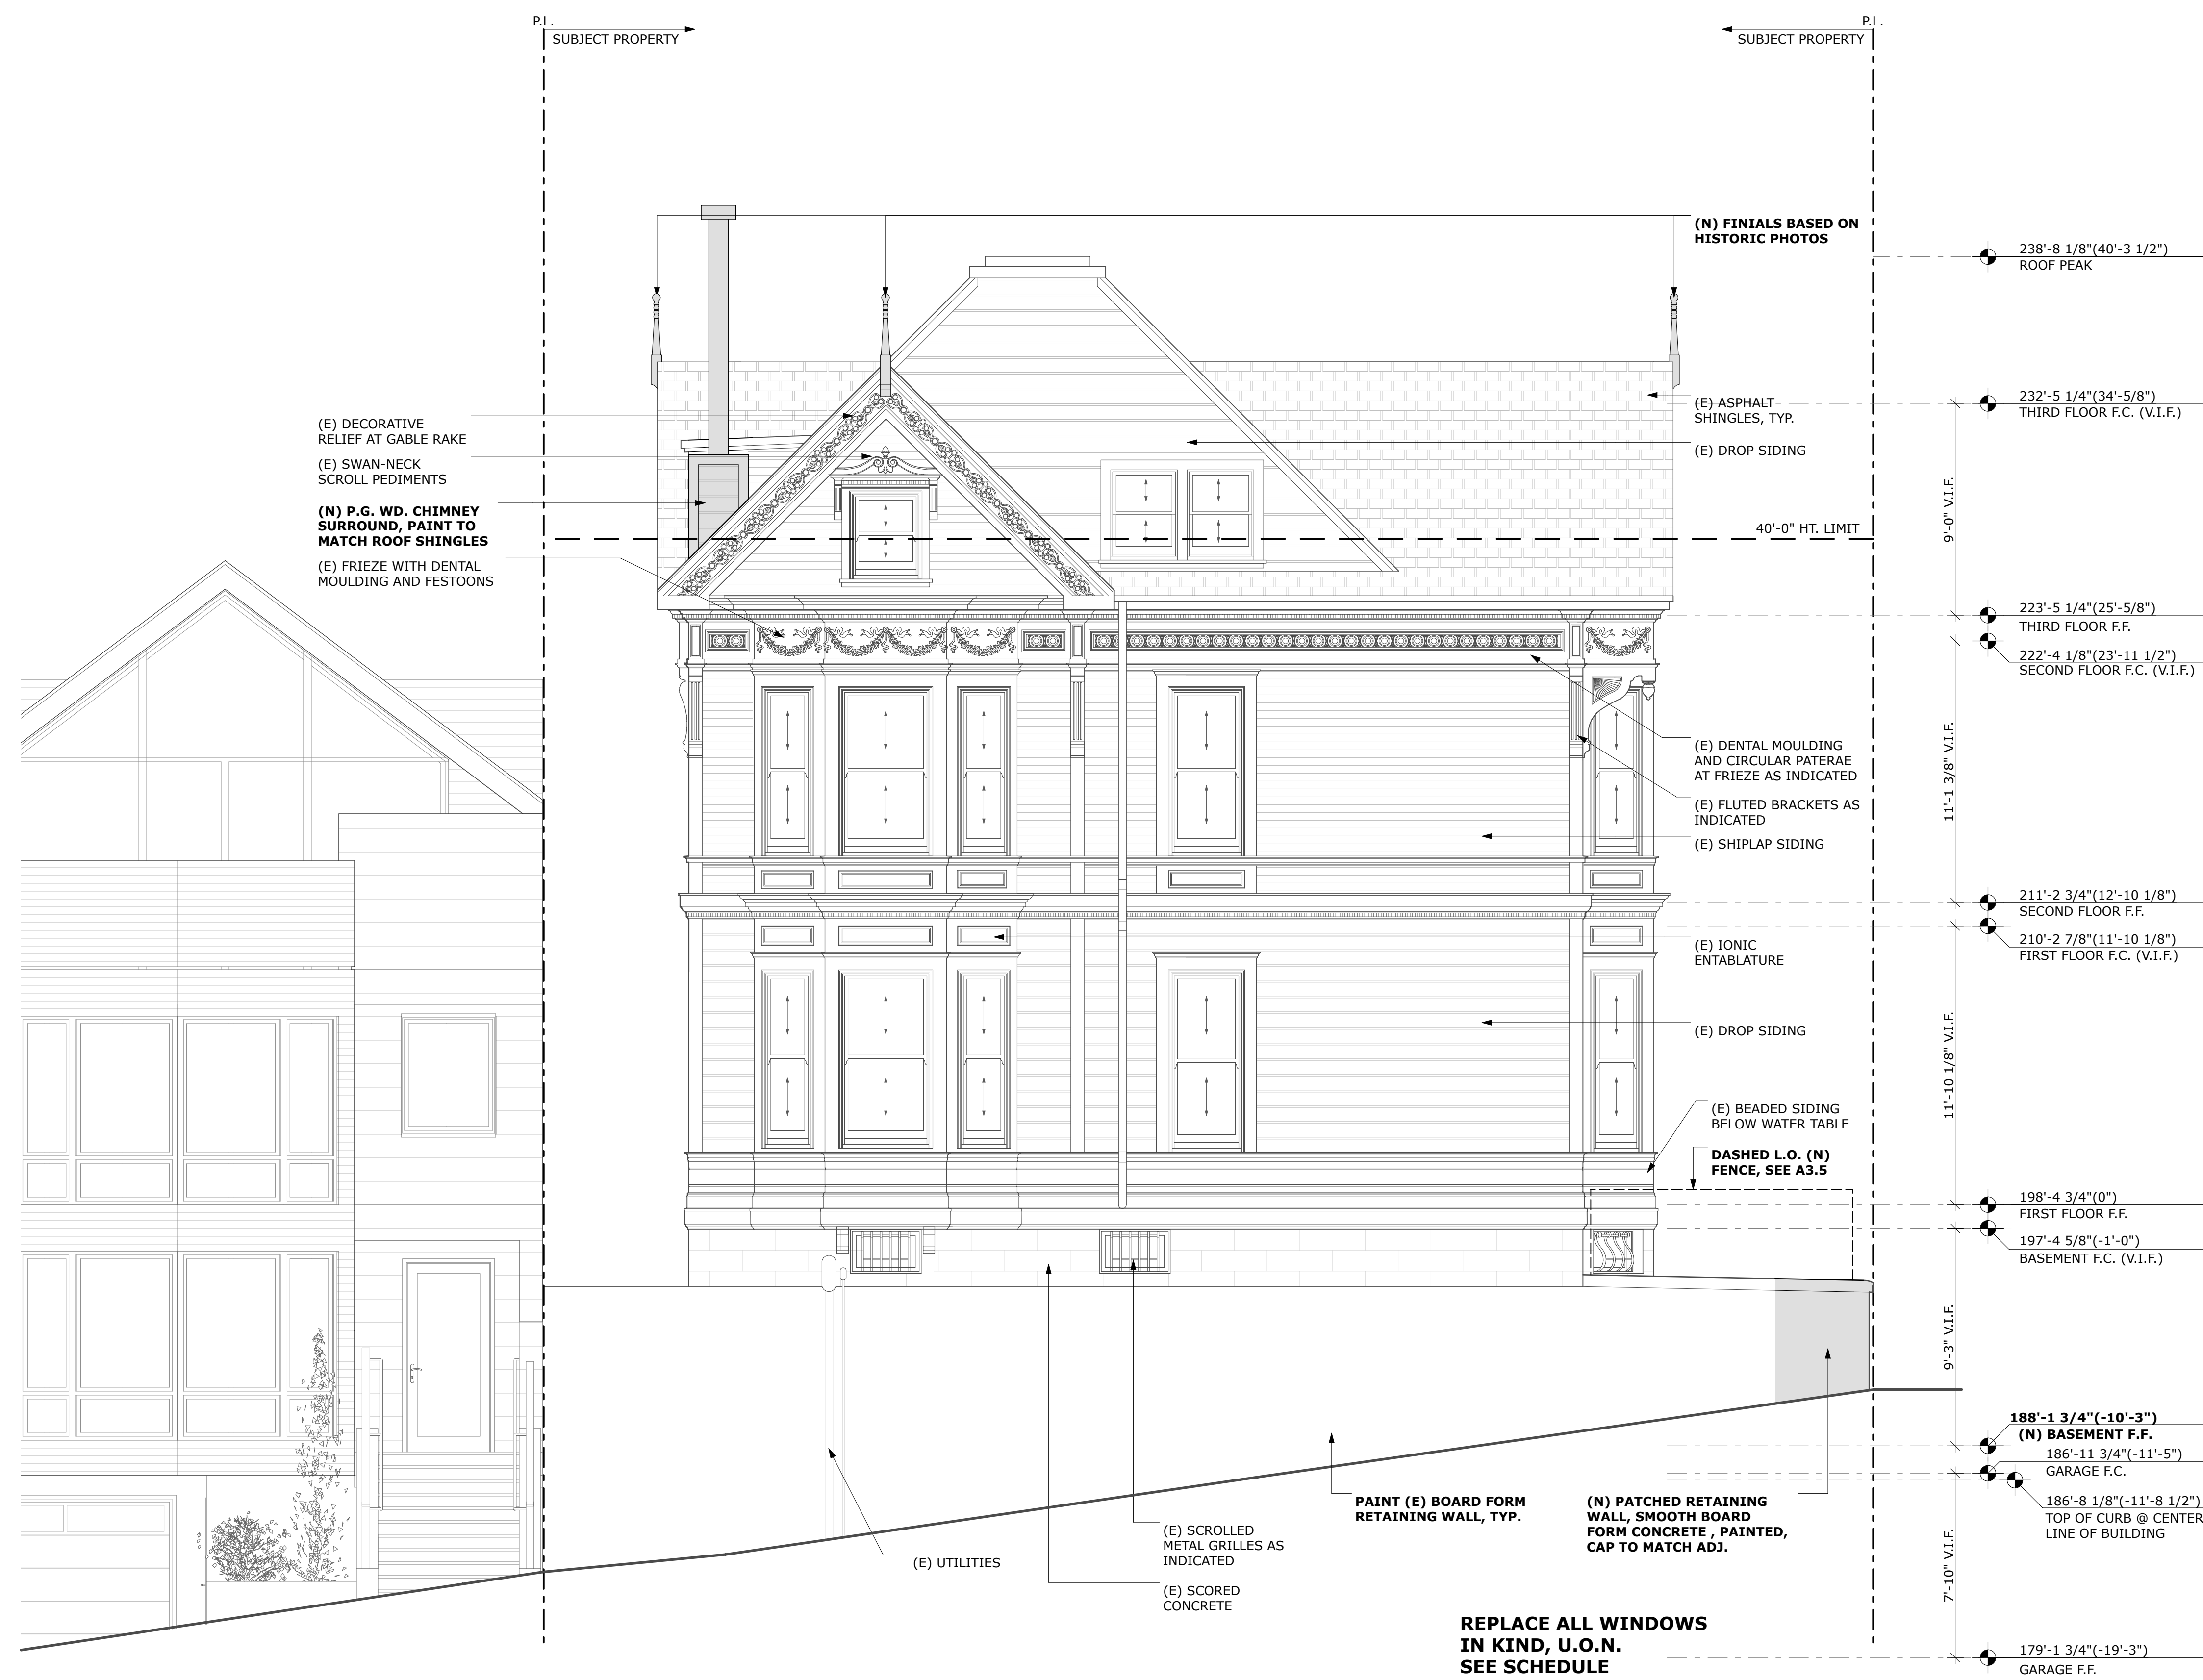 P.L.
SUBJECT PROPERTY
P.L.
SUBJECT PROPERTY
(N) FINIALS BASED ON
HISTORIC PHOTOS
238'-8 1/8"(40'-3 1/2")
ROOF PEAK
(E) DECORATIVE
RELIEF AT GABLE RAKE
(E) SWAN-NECK
SCROLL PEDIMENTS
(N) P.G. WD. CHIMNEY
SURROUND, PAINT TO
MATCH ROOF SHINGLES
(E) FRIEZE WITH DENTAL
MOULDING AND FESTOONS
(E) ASPHALT
SHINGLES, TYP.
(E) DROP SIDING
40'-0" HT. LIMIT
232'-5 1/4"(34'-5/8")
THIRD FLOOR F.C. (V.I.F.)
9'-0" V.I.F.
223'-5 1/4"(25'-5/8")
THIRD FLOOR F.F.
222'-4 1/8"(23'-11 1/2")
SECOND FLOOR F.C. (V.I.F.)
(E) DENTAL MOULDING
AND CIRCULAR PATERAE
AT FRIEZE AS INDICATED
(E) FLUTED BRACKETS AS
INDICATED
(E) SHIPLAP SIDING
11'-1 3/8" V.I.F.
211'-2 3/4"(12'-10 1/8")
SECOND FLOOR F.F.
210'-2 7/8"(11'-10 1/8")
FIRST FLOOR F.C. (V.I.F.)
(E) IONIC
ENTABLATURE
(E) DROP SIDING
11'-10 1/8" V.I.F.
(E) BEADED SIDING
BELOW WATER TABLE
DASHED L.O. (N)
FENCE, SEE A3.5
198'-4 3/4"(0")
FIRST FLOOR F.F.
197'-4 5/8"(-1'-0")
BASEMENT F.C. (V.I.F.)
9'-3" V.I.F.
188'-1 3/4"(-10'-3")
(N) BASEMENT F.F.
186'-11 3/4"(-11'-5")
GARAGE F.C.
186'-8 1/8"(-11'-8 1/2")
TOP OF CURB @ CENTER
LINE OF BUILDING
7'-10" V.I.F.
179'-1 3/4"(-19'-3")
GARAGE F.F.
(E) UTILITIES
(E) SCROLLED
METAL GRILLES AS
INDICATED
(E) SCORED
CONCRETE
PAINT (E) BOARD FORM
RETAINING WALL, TYP.
(N) PATCHED RETAINING
WALL, SMOOTH BOARD
FORM CONCRETE , PAINTED,
CAP TO MATCH ADJ.
REPLACE ALL WINDOWS
IN KIND, U.O.N.
SEE SCHEDULE